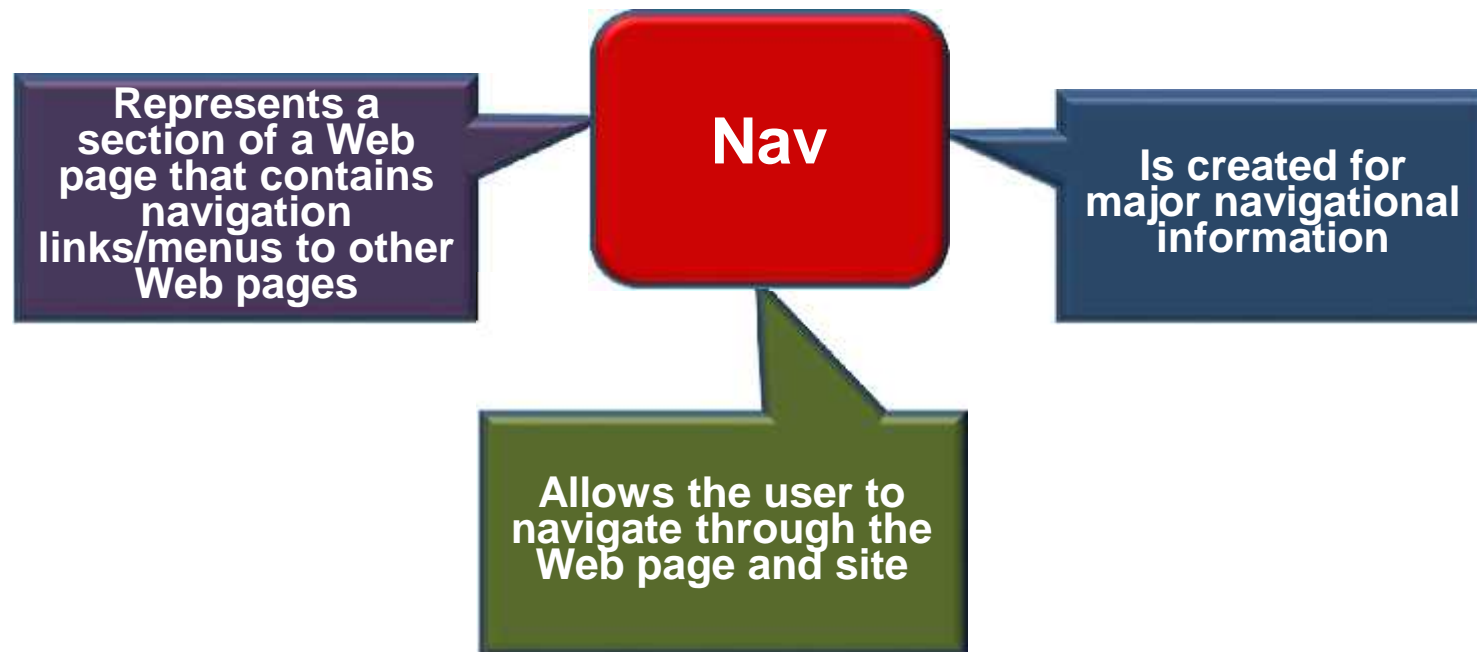 Nav
Represents a
section of a Web
page that contains
navigation
links/menus to other
Web pages
Is created for
major navigational
information
Allows the user to
navigate through the
Web page and site